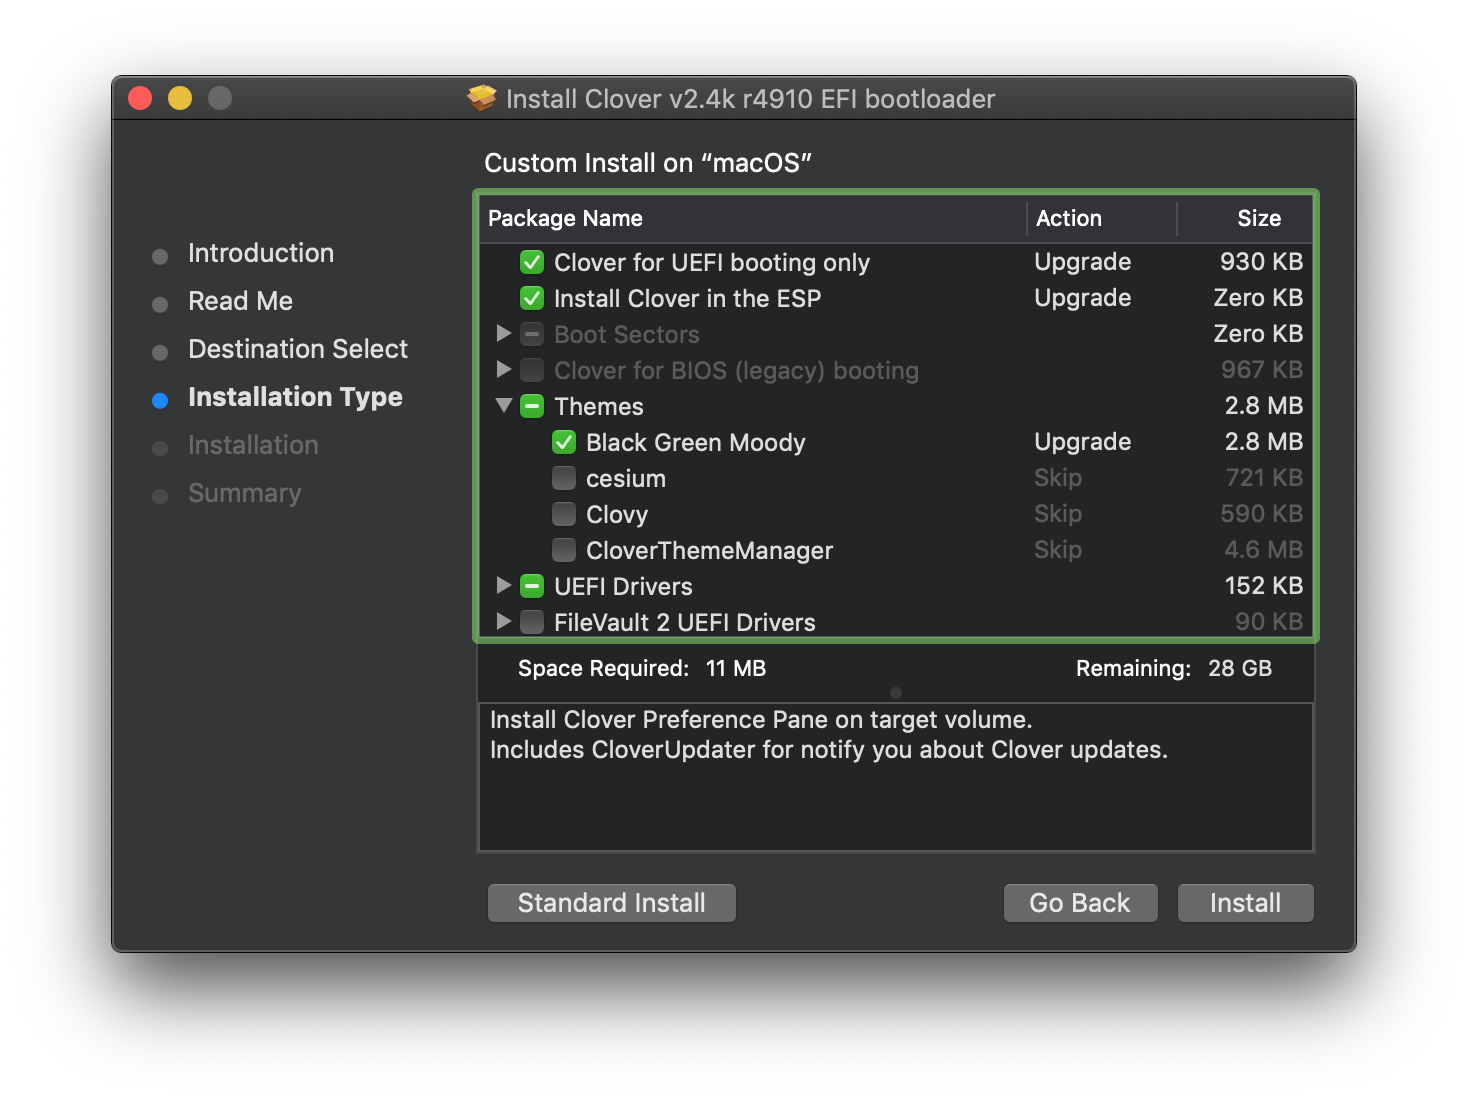 Install Clover v2.4k r4910 EFI bootloader
Custom Install on “macOS”
Introduction
Read Me
Destination Select
Installation Type
Installation
Summary
Package Name Action Size
Clover for UEFI booting only Upgrade 930 KB
Install Clover in the ESP Upgrade Zero KB
Boot Sectors Zero KB
Clover for BIOS (legacy) booting 967 KB
Themes 2.8 MB
Black Green Moody Upgrade 2.8 MB
cesium Skip 721 KB
Clovy Skip 590 KB
CloverThemeManager Skip 4.6 MB
UEFI Drivers 152 KB
FileVault 2 UEFI Drivers 90 KB
Space Required: 11 MB Remaining: 28 GB
Install Clover Preference Pane on target volume.
Includes CloverUpdater for notify you about Clover updates.
Standard Install Go Back Install